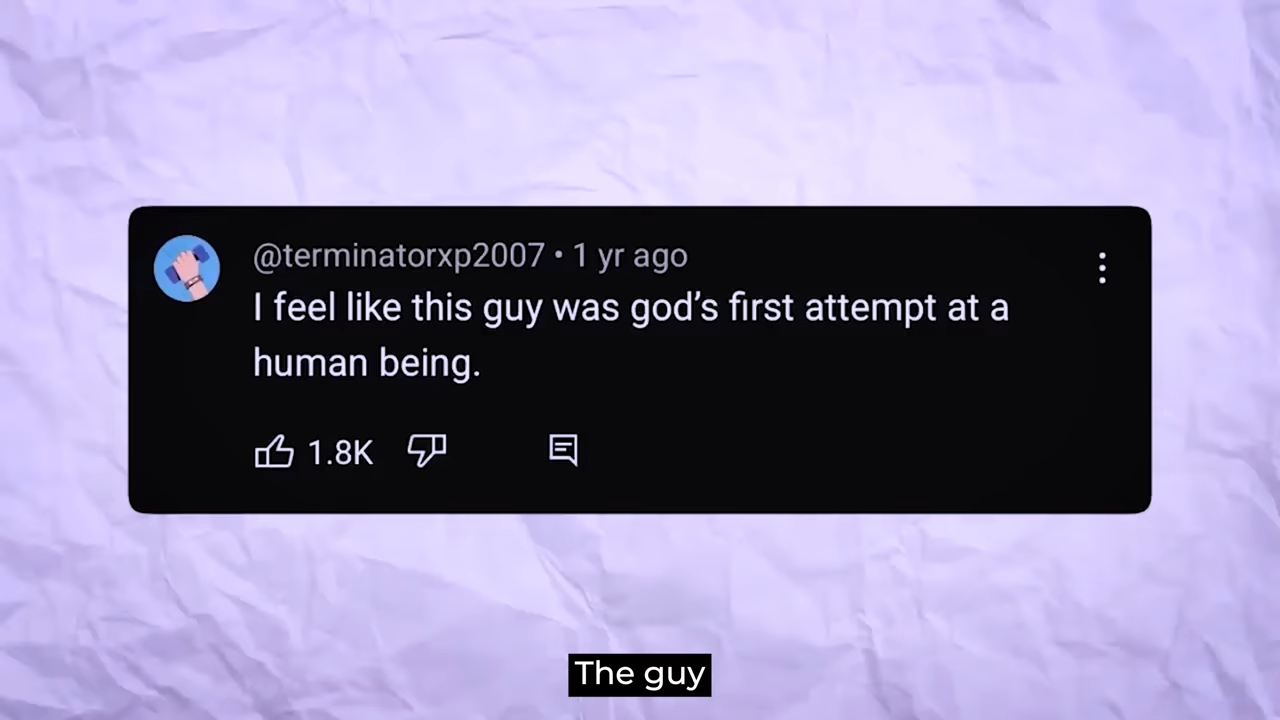 @terminatorxp2007 • 1 yr ago
I feel like this guy was god’s first attempt at a
human being.
1.8K
The guy